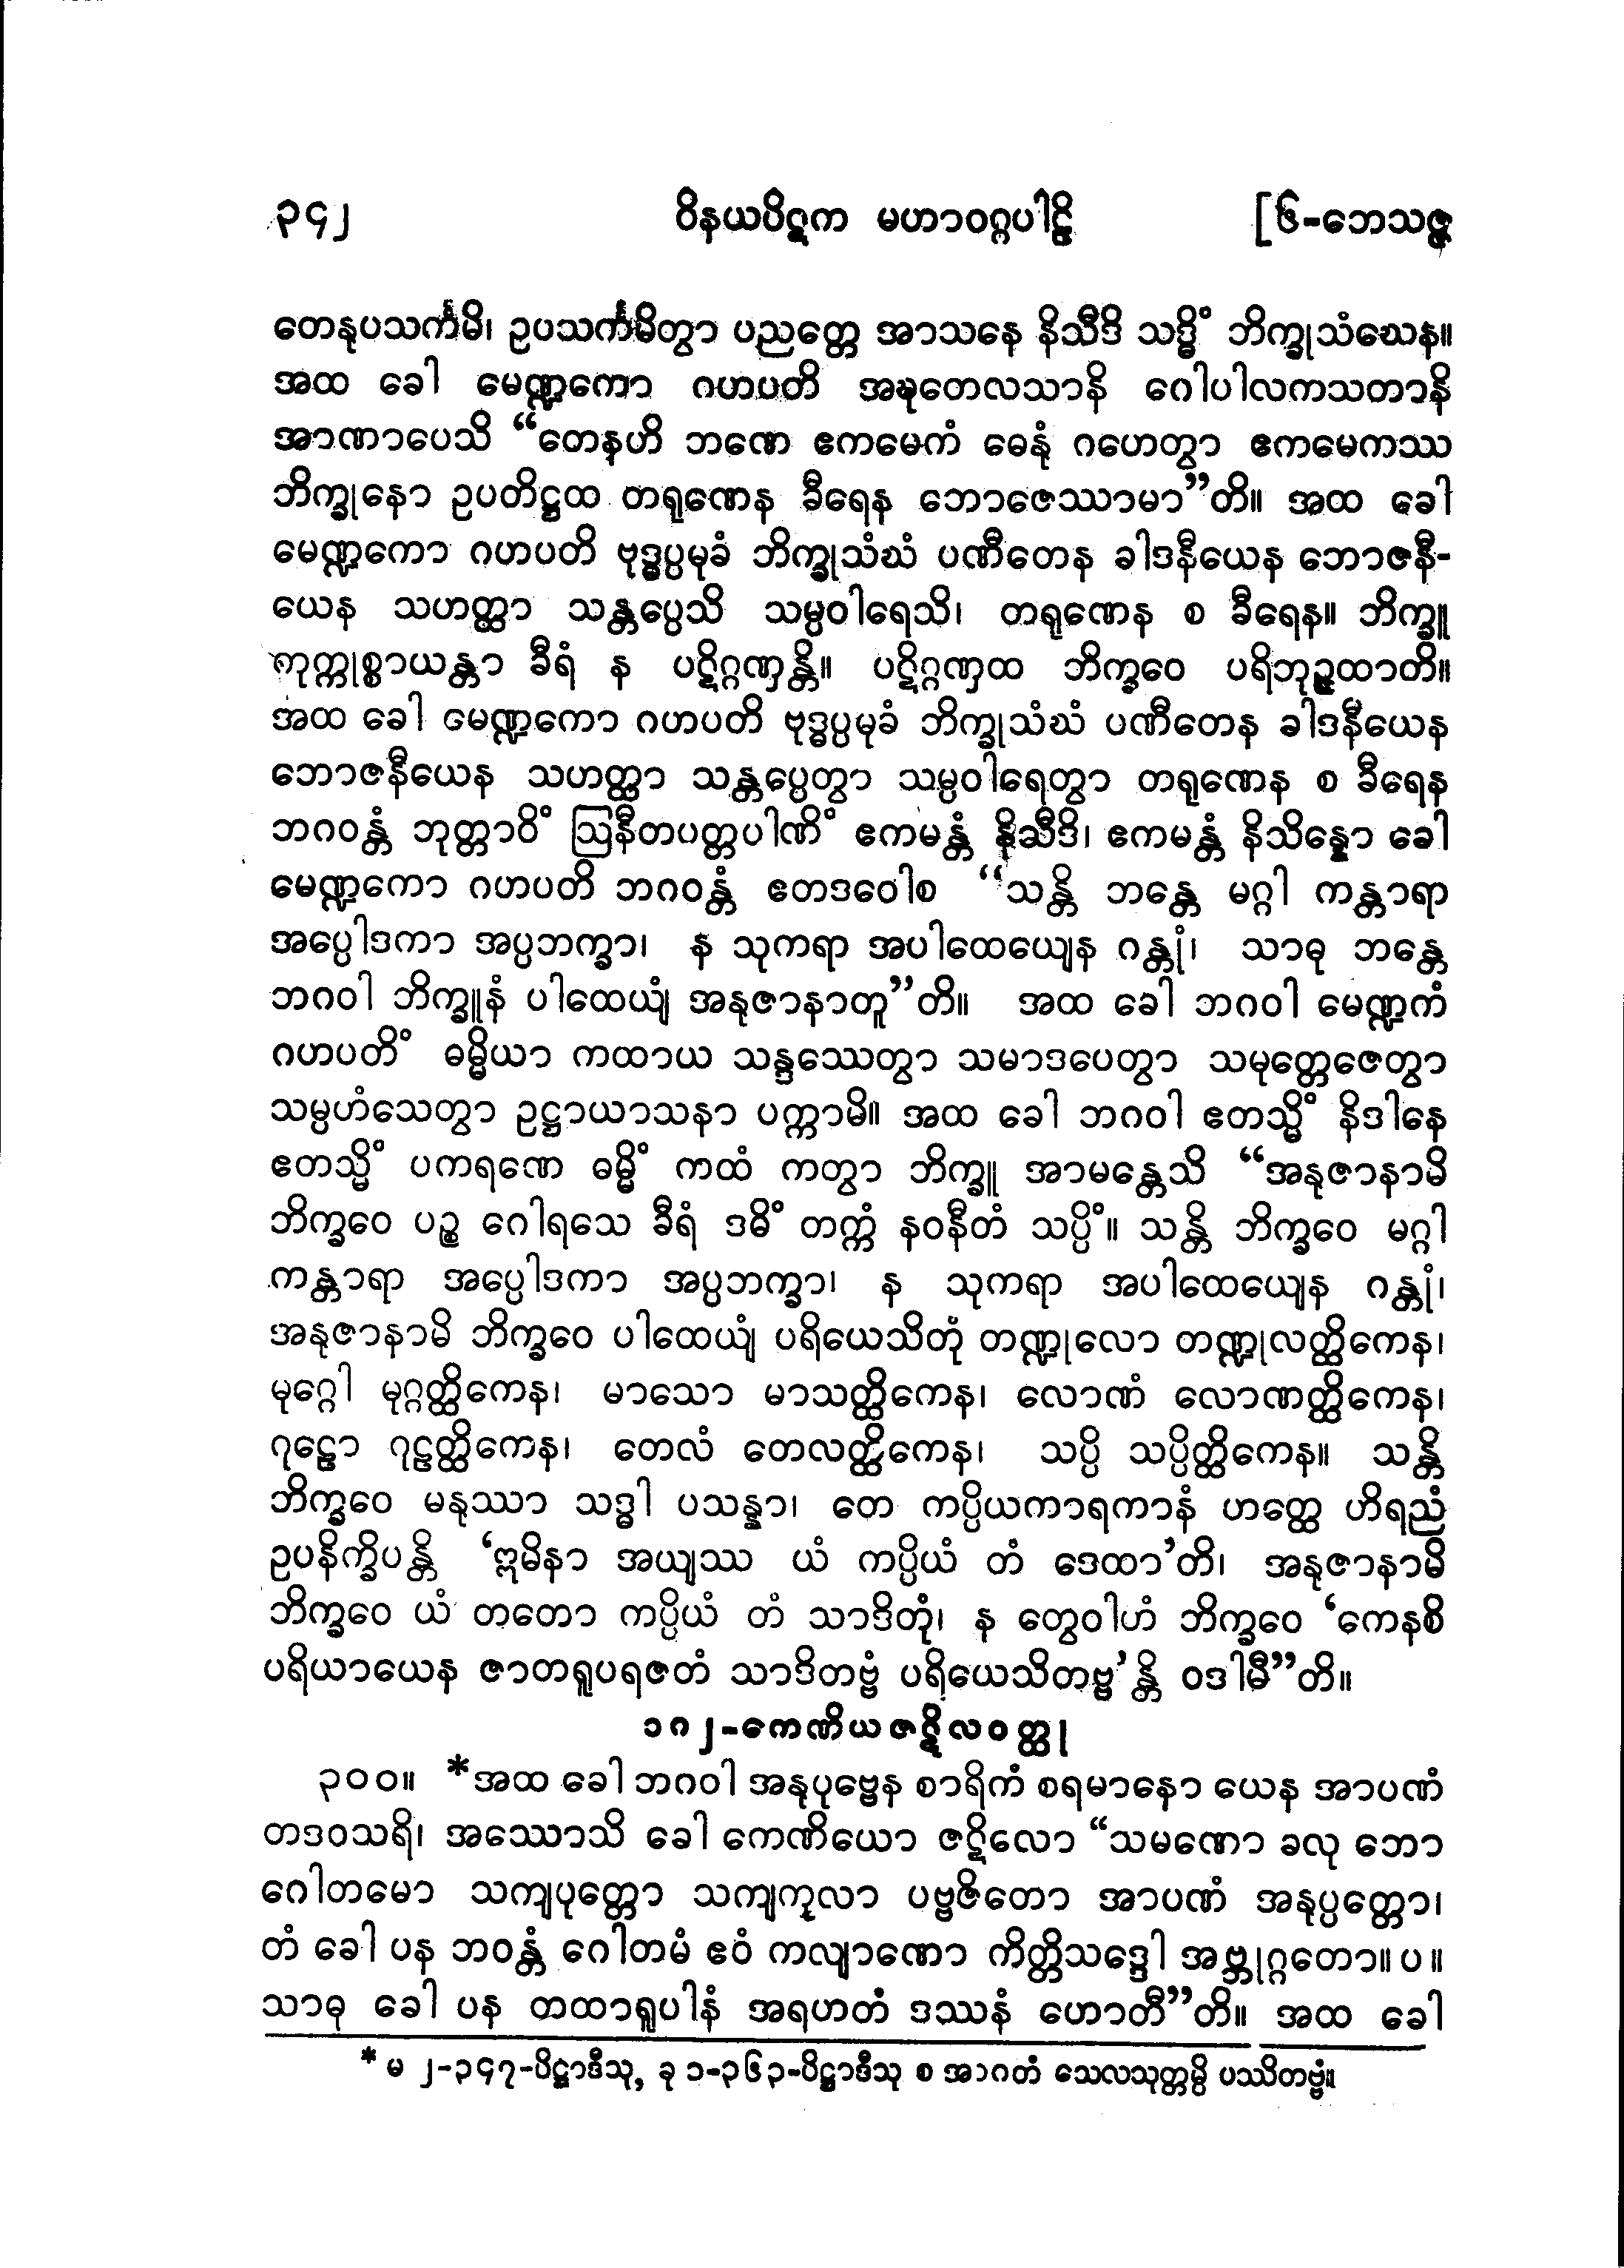 ၃၄၂ ဝိနယပိဋက မဟာဝဂ္ဂပါဠိ [၆-ဘေသဇ္ဇ
တေနုပသင်္ကမိ၊ ဥပသင်္ကမိတွာ ပညတ္တေ အာသနေ နိသီဒိ သဒ္ဓိံ ဘိက္ခုသံဃေန။
အထ ခေါ မေဏ္ဍကော ဂဟပတိ အဍ္ဎတေလသာနိ ဂေါပါလကသတာနိ
အာဏာပေသိ “တေနဟိ ဘဏေ ဧကမေကံ ဓေနုံ ဂဟေတွာ ဧကမေကဿ
ဘိက္ခုနော ဥပတိဋ္ဌထ တရုဏေန ခီရေန ဘောဇေဿာမာ”တိ။ အထ ခေါ
မေဏ္ဍကော ဂဟပတိ ဗုဒ္ဓပ္ပမုခံ ဘိက္ခုသံဃံ ပဏီတေန ခါဒနီယေန ဘောဇနီ-
ယေန သဟတ္ထာ သန္တပ္ပေသိ သမ္ပဝါရေသိ၊ တရုဏေန စ ခီရေန။ ဘိက္ခူ
ကုက္ကုစ္စာယန္တာ ခီရံ န ပဋိဂ္ဂဏှန္တိ။ ပဋိဂ္ဂဏှထ ဘိက္ခဝေ ပရိဘုဉ္ဇထာတိ။
အထ ခေါ မေဏ္ဍကော ဂဟပတိ ဗုဒ္ဓပ္ပမုခံ ဘိက္ခုသံဃံ ပဏီတေန ခါဒနီယေန
ဘောဇနီယေန သဟတ္ထာ သန္တပ္ပေတွာ သမ္ပဝါရေတွာ တရုဏေန စ ခီရေန
ဘဂဝန္တံ ဘုတ္တာဝိံ ဩနီတပတ္တပါဏိံ ဧကမန္တံ နိသီဒိ၊ ဧကမန္တံ နိသိန္နော ခေါ
မေဏ္ဍကော ဂဟပတိ ဘဂဝန္တံ ဧတဒဝေါစ “သန္တိ ဘန္တေ မဂ္ဂါ ကန္တာရာ
အပ္ပေါဒကာ အပ္ပဘက္ခာ၊ န သုကရာ အပါထေယျေန ဂန္တုံ၊ သာဓု ဘန္တေ
ဘဂဝါ ဘိက္ခူနံ ပါထေယျံ အနုဇာနာတူ”တိ။ အထ ခေါ ဘဂဝါ မေဏ္ဍကံ
ဂဟပတိံ ဓမ္မိယာ ကထာယ သန္ဒဿေတွာ သမာဒပေတွာ သမုတ္တေဇေတွာ
သမ္ပဟံသေတွာ ဥဋ္ဌာယာသနာ ပက္ကာမိ။ အထ ခေါ ဘဂဝါ ဧတသ္မိံ နိဒါနေ
ဧတသ္မိံ ပကရဏေ ဓမ္မိံ ကထံ ကတွာ ဘိက္ခူ အာမန္တေသိ “အနုဇာနာမိ
ဘိက္ခဝေ ပဉ္စ ဂေါရသေ ခီရံ ဒဓိံ တက္ကံ နဝနီတံ သပ္ပိံ။ သန္တိ ဘိက္ခဝေ မဂ္ဂါ
ကန္တာရာ အပ္ပေါဒကာ အပ္ပဘက္ခာ၊ န သုကရာ အပါထေယျေန ဂန္တုံ၊
အနုဇာနာမိ ဘိက္ခဝေ ပါထေယျံ ပရိယေသိတုံ တဏ္ဍုလော တဏ္ဍုလတ္ထိကေန၊
မုဂ္ဂေါ မုဂ္ဂတ္ထိကေန၊ မာသော မာသတ္ထိကေန၊ လောဏံ လောဏတ္ထိကေန၊
ဂုဠော ဂုဠတ္ထိကေန၊ တေလံ တေလတ္ထိကေန၊ သပ္ပိ သပ္ပိတ္ထိကေန။ သန္တိ
ဘိက္ခဝေ မနုဿာ သဒ္ဓါ ပသန္နာ၊ တေ ကပ္ပိယကာရကာနံ ဟတ္ထေ ဟိရညံ
ဥပနိက္ခိပန္တိ ‘ဣမိနာ အယျဿ ယံ ကပ္ပိယံ တံ ဒေထာ’တိ၊ အနုဇာနာမိ
ဘိက္ခဝေ ယံ တတော ကပ္ပိယံ တံ သာဒိတုံ၊ န တွေဝါဟံ ဘိက္ခဝေ ‘ကေနစိ
ပရိယာယေန ဇာတရူပရဇတံ သာဒိတဗ္ဗံ ပရိယေသိတဗ္ဗ’န္တိ ဝဒါမီ”တိ။
၁၈၂-ကေဏိယဇဋိလဝတ္ထု
၃၀၀။ *အထ ခေါ ဘဂဝါ အနုပုဗ္ဗေန စာရိကံ စရမာနော ယေန အာပဏံ
တဒဝသရိ၊ အဿောသိ ခေါ ကေဏိယော ဇဋိလော “သမဏော ခလု ဘော
ဂေါတမော သကျပုတ္တော သကျကုလာ ပဗ္ဗဇိတော အာပဏံ အနုပ္ပတ္တော၊
တံ ခေါ ပန ဘဝန္တံ ဂေါတမံ ဧဝံ ကလျာဏော ကိတ္တိသဒ္ဒေါ အဗ္ဘုဂ္ဂတော။ ပ။
သာဓု ခေါ ပန တထာရူပါနံ အရဟတံ ဒဿနံ ဟောတီ”တိ။ အထ ခေါ
* မ ၂-၃၄၇-ပိဋ္ဌာဒီသု, ခု ၁-၃၆၃-ပိဋ္ဌာဒီသု စ အာဂတံ သေလသုတ္တမ္ပိ ပဿိတဗ္ဗံ။